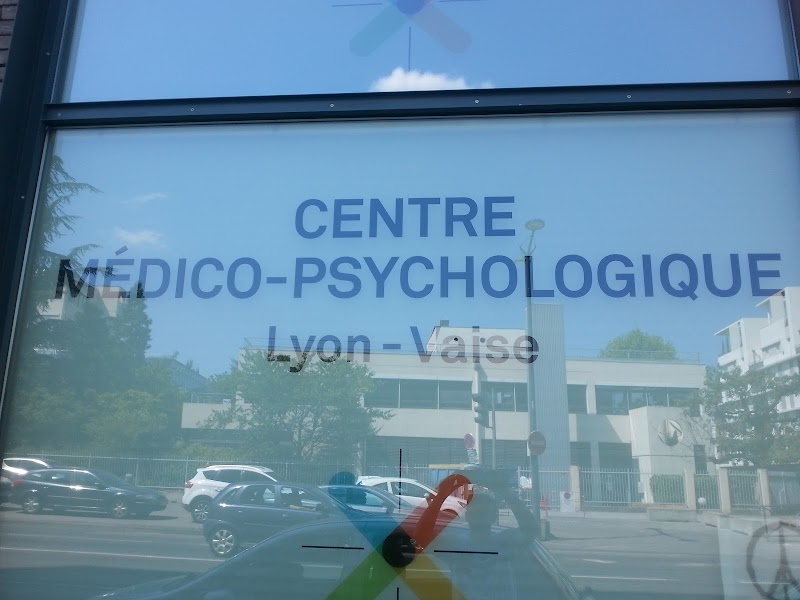 CENTRE
MÉDICO-PSYCHOLOGIQUE
Lyon - Vaise